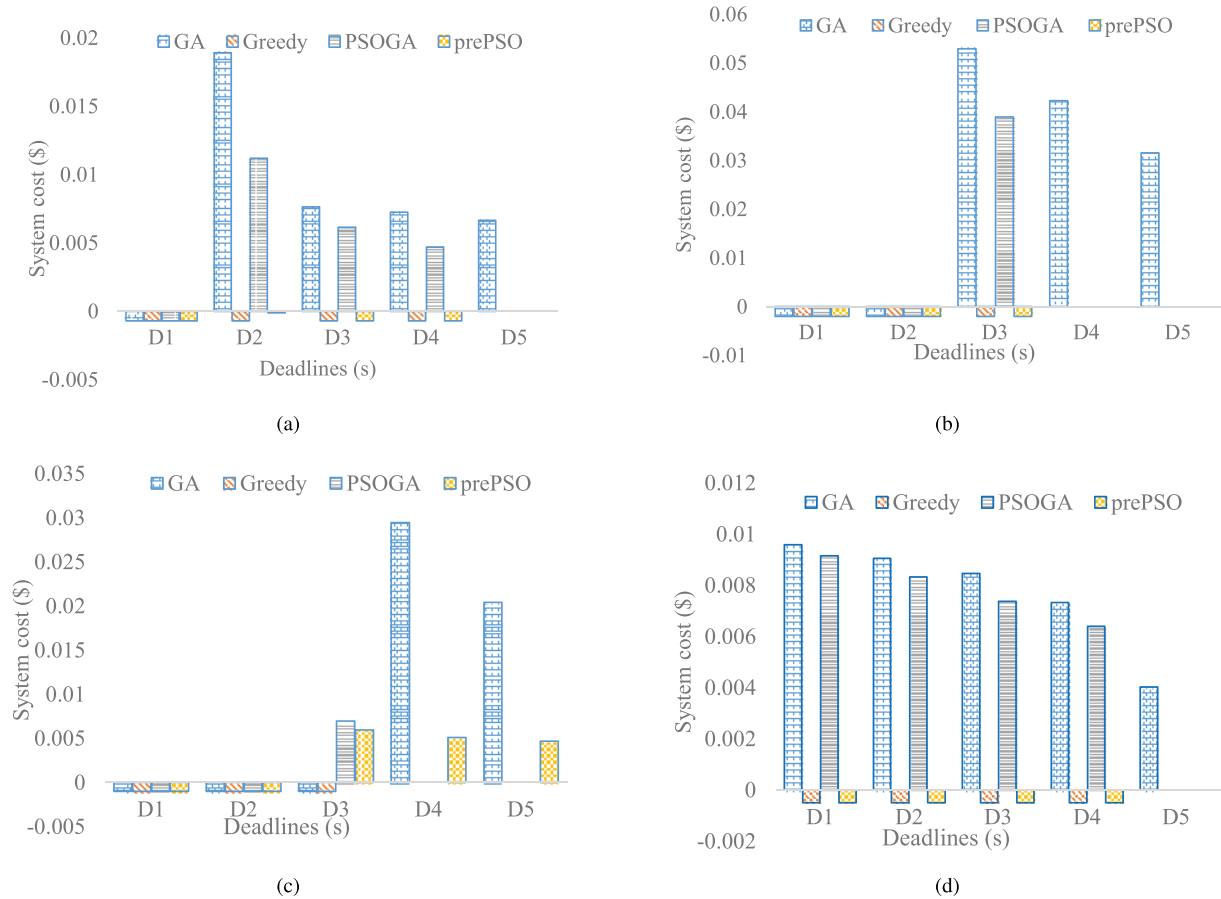 0.02
GA Greedy PSOGA prePSO
0.015
0.01
0.005
0
-0.005
System cost ($)
D1 D2 D3 D4 D5
Deadlines (s)
(a)
0.06
GA Greedy PSOGA prePSO
0.05
0.04
0.03
0.02
0.01
0
-0.01
System cost ($)
D1 D2 D3 D4 D5
Deadlines (s)
(b)
0.035
GA Greedy PSOGA prePSO
0.03
0.025
0.02
0.015
0.01
0.005
0
-0.005
System cost ($)
D1 D2 D3 D4 D5
Deadlines (s)
(c)
0.012
GA Greedy PSOGA prePSO
0.01
0.008
0.006
0.004
0.002
0
-0.002
System cost ($)
D1 D2 D3 D4 D5
Deadlines (s)
(d)